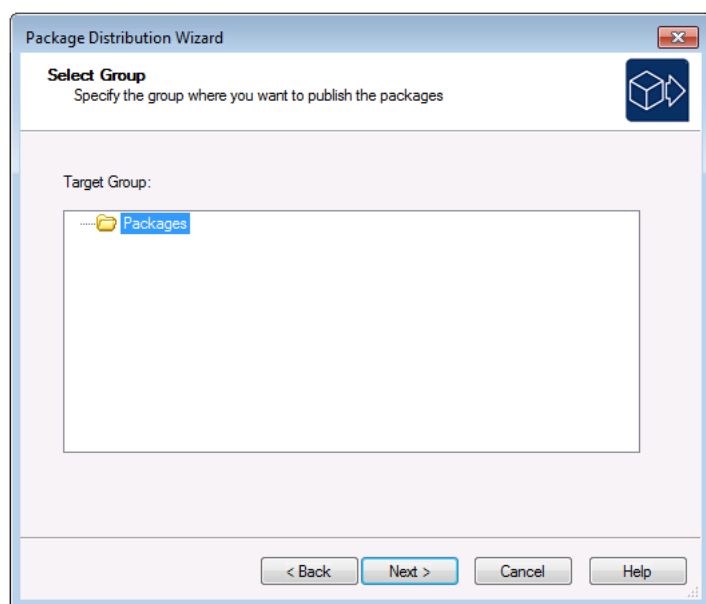 Package Distribution Wizard
Select Group
Specify the group where you want to publish the packages
Target Group:
Packages
< Back Next > Cancel Help